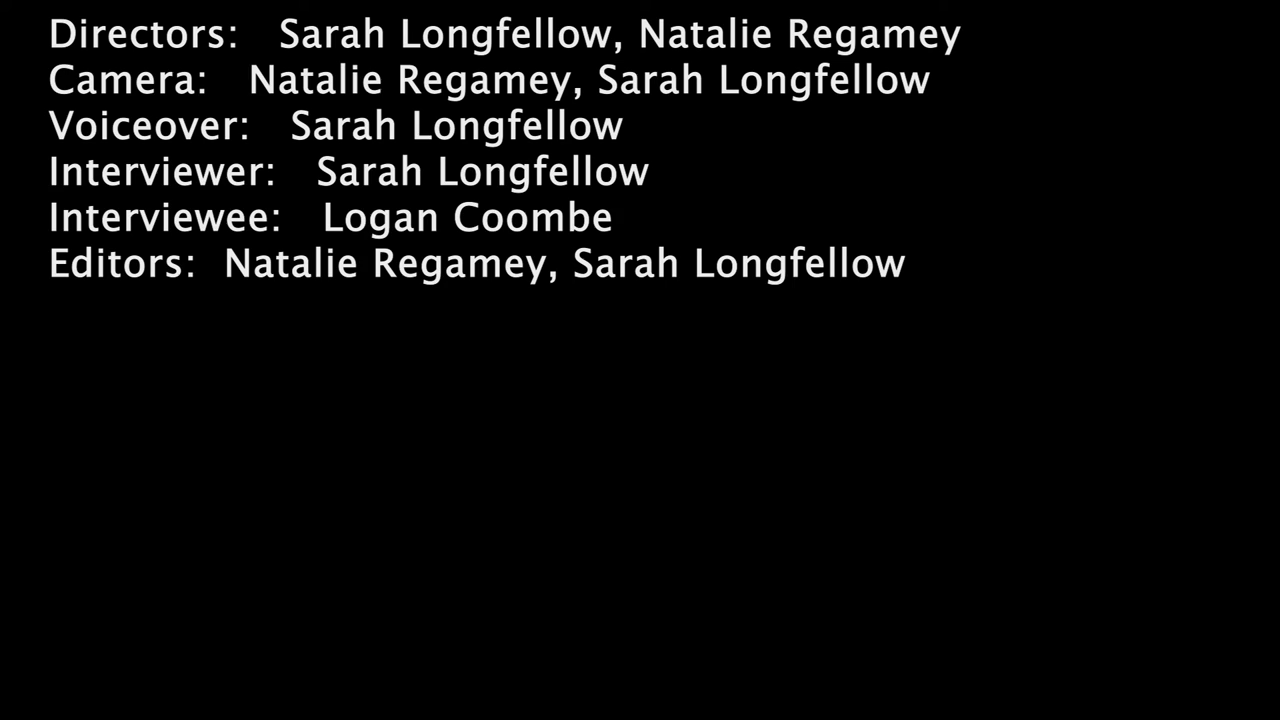 Directors: Sarah Longfellow, Natalie Regamey
Camera: Natalie Regamey, Sarah Longfellow
Voiceover: Sarah Longfellow
Interviewer: Sarah Longfellow
Interviewee: Logan Coombe
Editors: Natalie Regamey, Sarah Longfellow